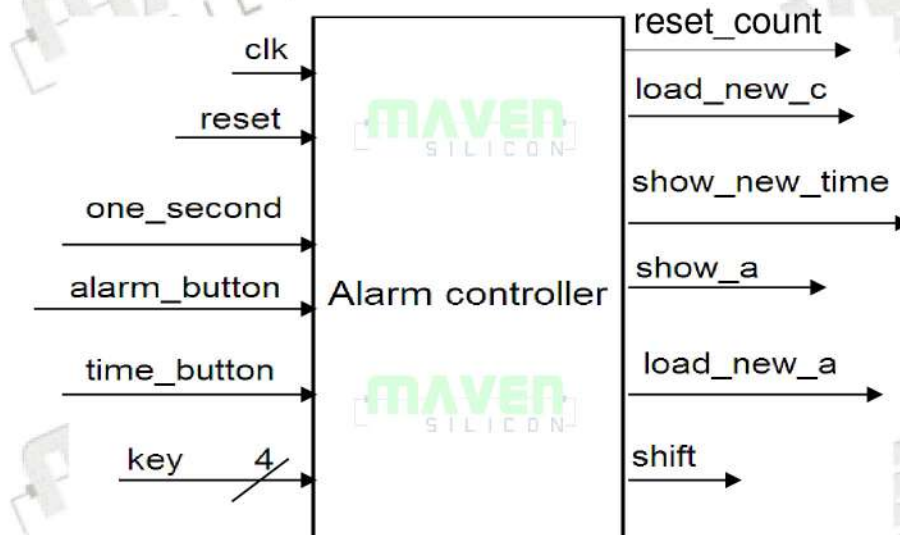 reset_count
clk
load_new_c
reset
MAVEN
SILICON
show_new_time
one_second
show_a
alarm_button
Alarm controller
time_button
load_new_a
MAVEN
SILICON
key 4
shift